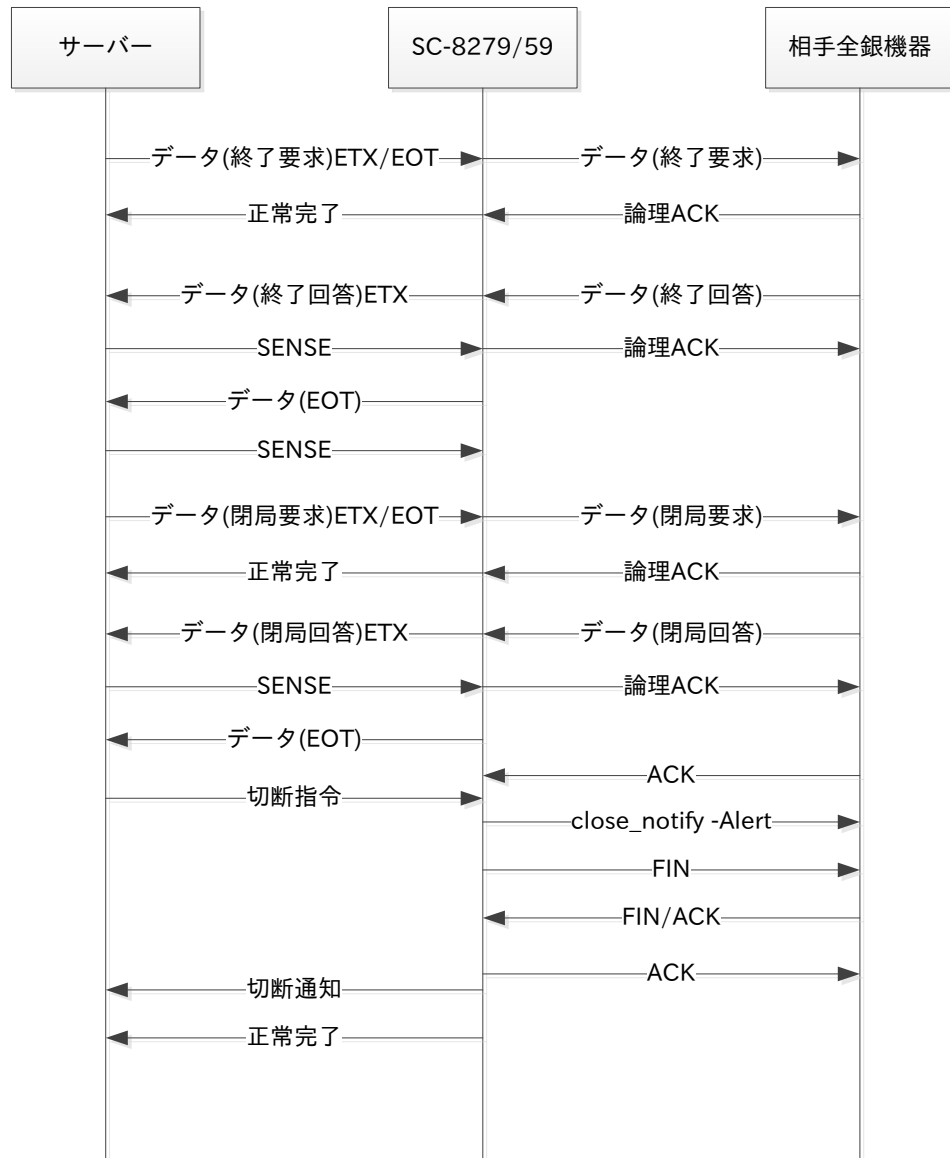 サーバー
SC-8279/59
相手全銀機器
データ(終了要求)ETX/EOT
データ(終了要求)
正常完了
論理ACK
データ(終了回答)ETX
データ(終了回答)
SENSE
論理ACK
データ(EOT)
SENSE
データ(閉局要求)ETX/EOT
データ(閉局要求)
正常完了
論理ACK
データ(閉局回答)ETX
データ(閉局回答)
SENSE
論理ACK
データ(EOT)
ACK
切断指令
close_notify -Alert
FIN
FIN/ACK
ACK
切断通知
正常完了